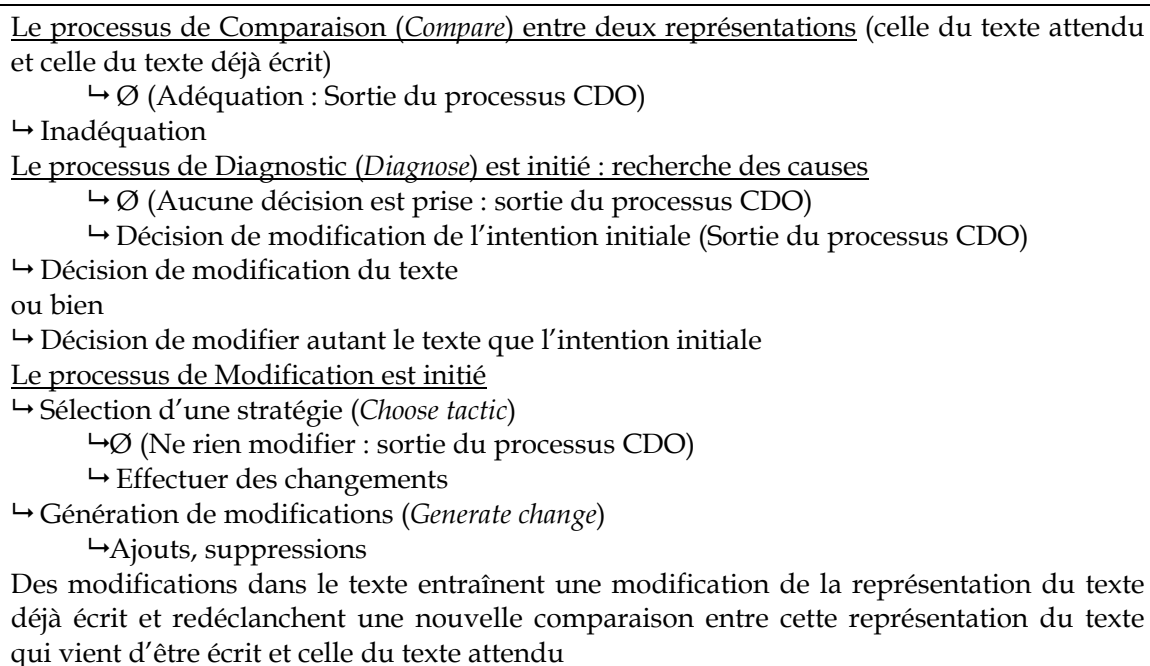 Le processus de Comparaison (Compare) entre deux représentations (celle du texte attendu
et celle du texte déjà écrit)
↪ Ø (Adéquation : Sortie du processus CDO)
↪ Inadéquation
Le processus de Diagnostic (Diagnose) est initié : recherche des causes
↪ Ø (Aucune décision est prise : sortie du processus CDO)
↪ Décision de modification de l’intention initiale (Sortie du processus CDO)
↪ Décision de modification du texte
ou bien
↪ Décision de modifier autant le texte que l’intention initiale
Le processus de Modification est initié
↪ Sélection d’une stratégie (Choose tactic)
↪Ø (Ne rien modifier : sortie du processus CDO)
↪ Effectuer des changements
↪ Génération de modifications (Generate change)
↪Ajouts, suppressions
Des modifications dans le texte entraînent une modification de la représentation du texte
déjà écrit et redéclanchent une nouvelle comparaison entre cette représentation du texte
qui vient d’être écrit et celle du texte attendu